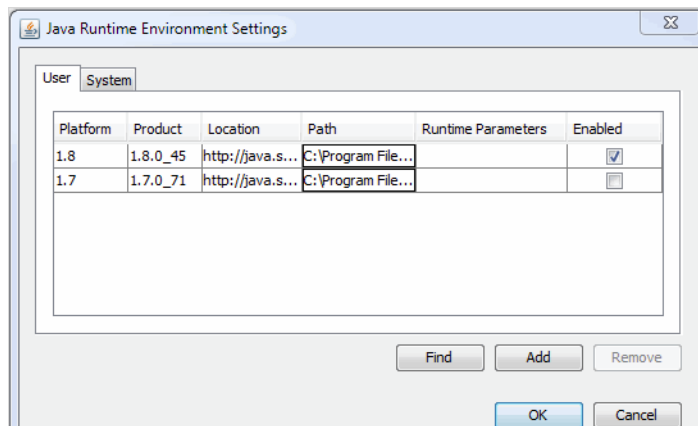 Java Runtime Environment Settings
User System
Platform Product Location Path Runtime Parameters Enabled
1.8 1.8.0_45 http://java.s... C:\Program File...
1.7 1.7.0_71 http://java.s... C:\Program File...
Find Add Remove
OK Cancel